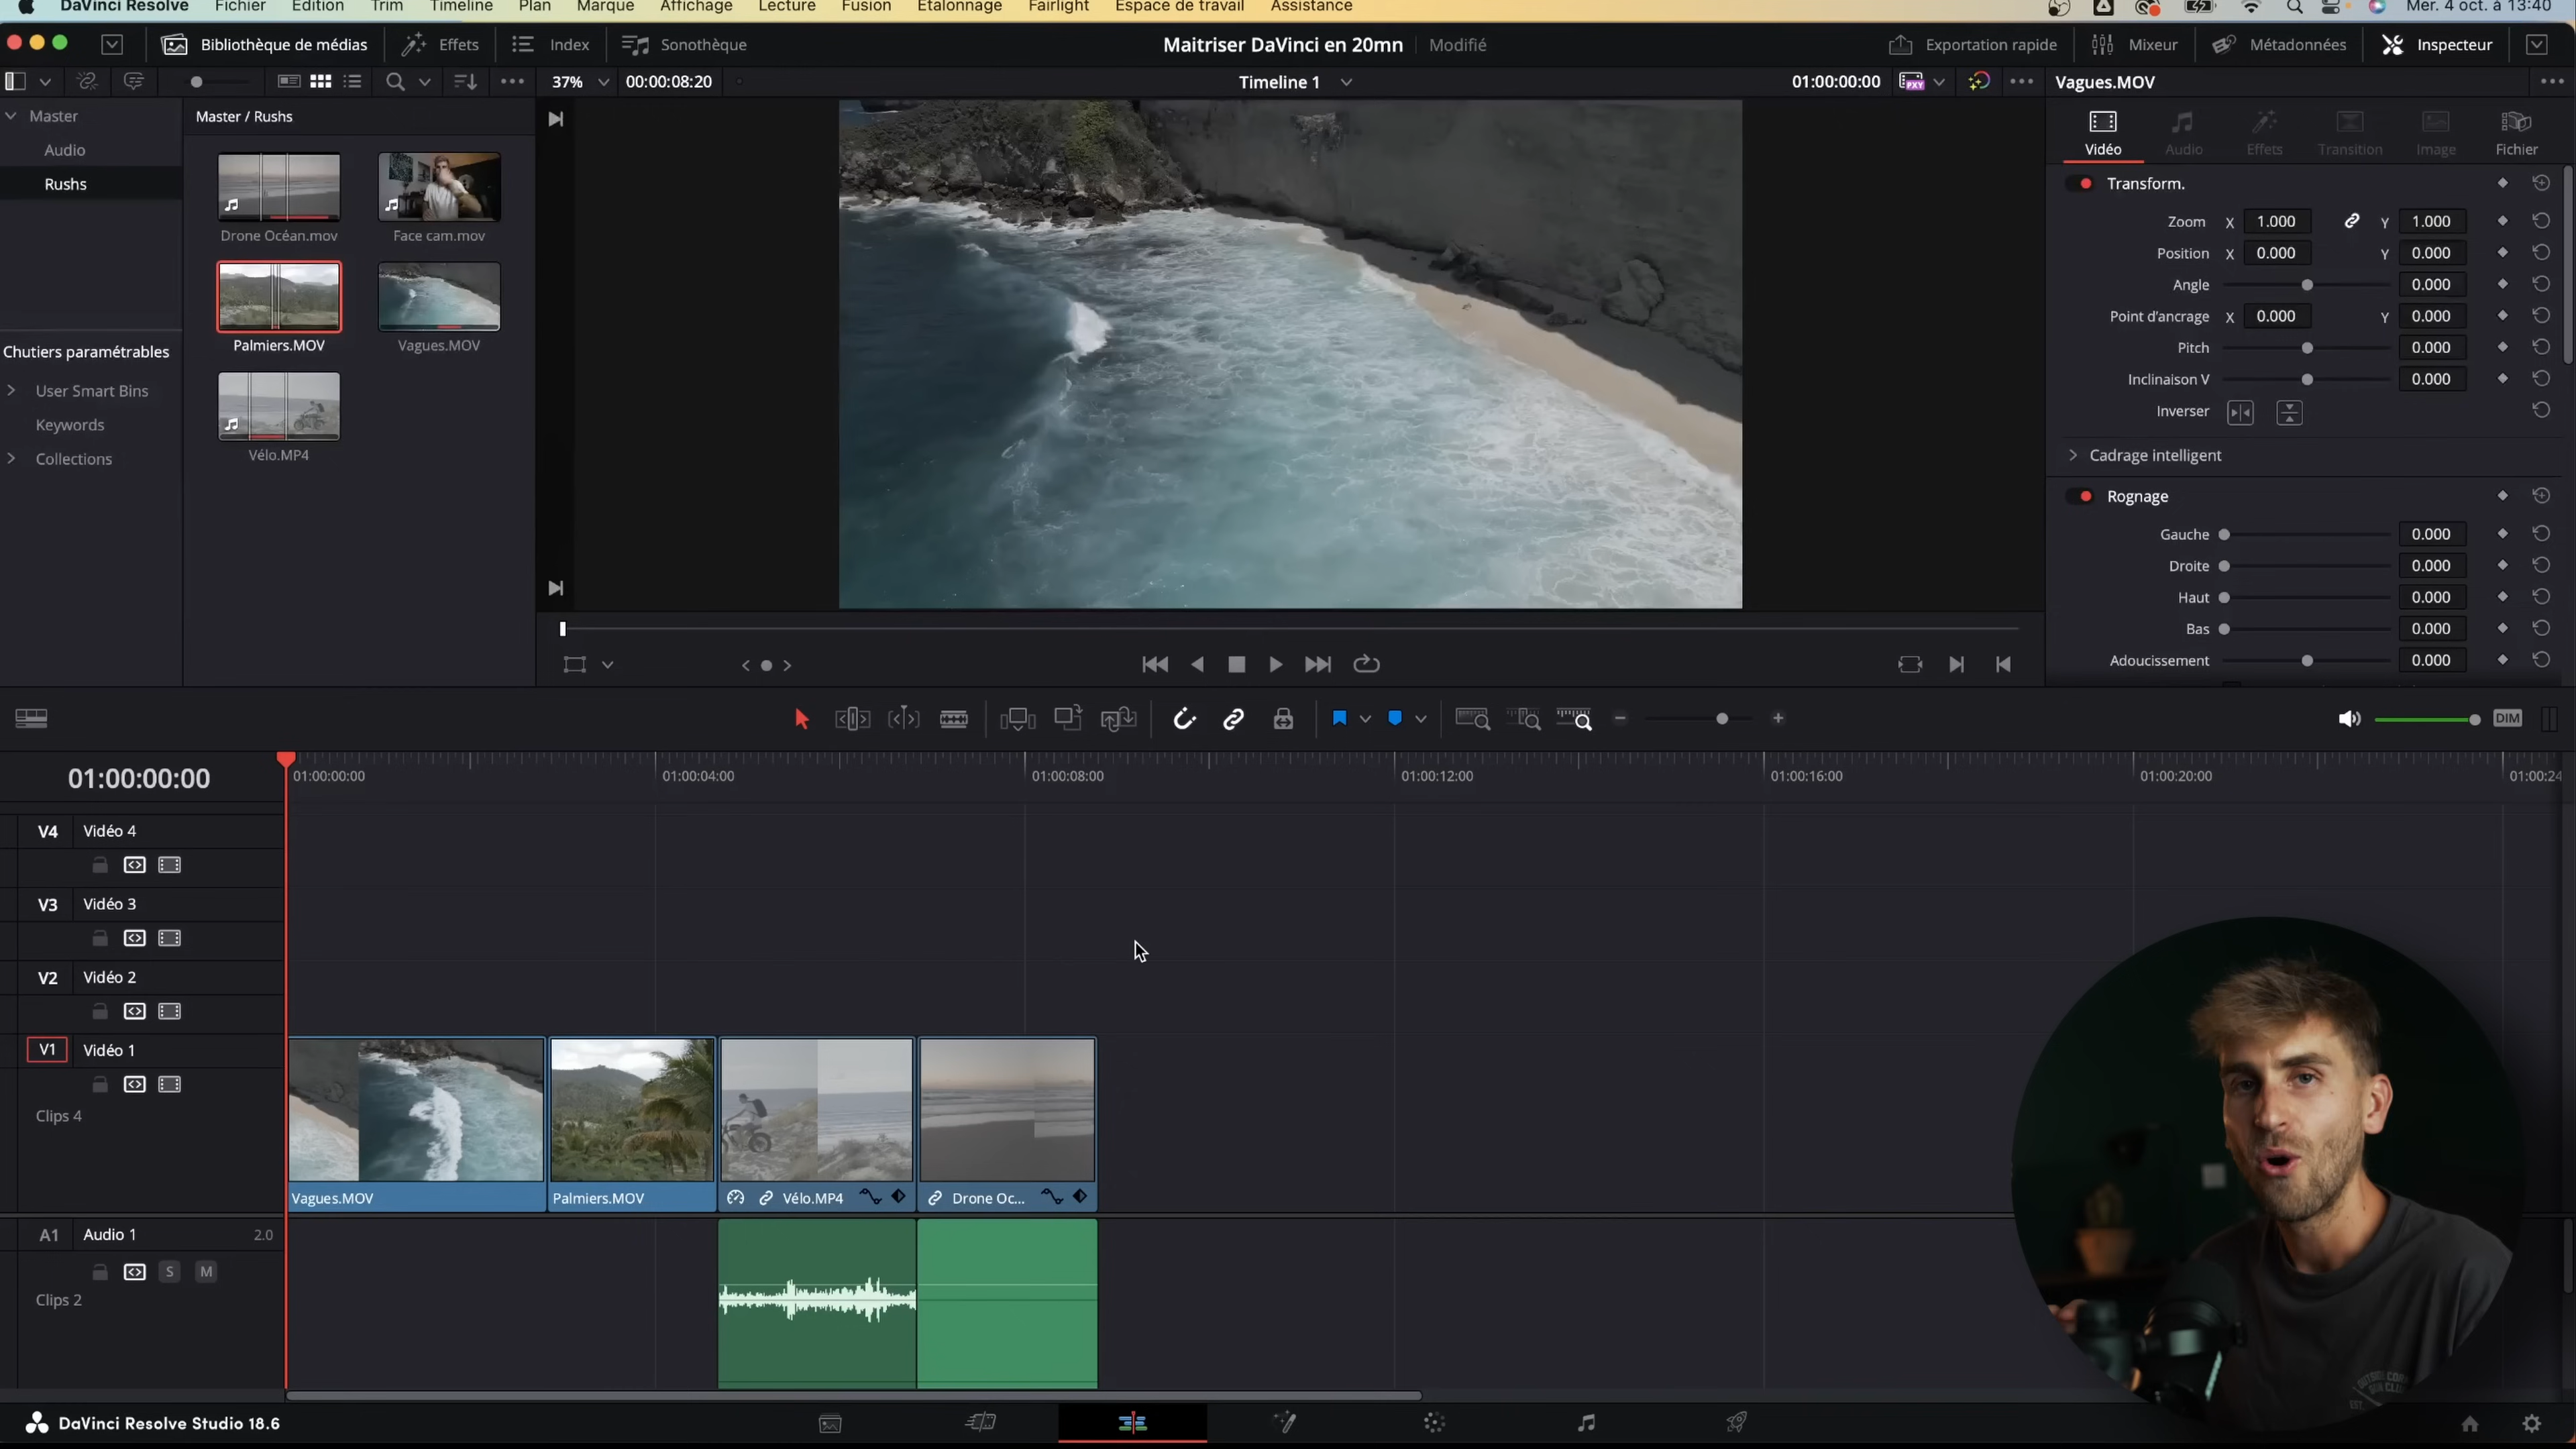 DaVinci Resolve Fichier Edition Trim Timeline Plan Marque Affichage Lecture Fusion Etalonnage Fairlight Espace de travail Assistance Mer. 4 oct. à 13:40
Bibliothèque de médias Effets Index Sonothèque Maitriser DaVinci en 20mn Modifié Exportation rapide Mixeur Métadonnées Inspecteur
37% 00:00:08:20 Timeline 1 01:00:00:00 PXY Vagues.MOV
Master
Audio
Rushs
Master / Rushs
Drone Océan.mov Face cam.mov
Palmiers.MOV Vagues.MOV
Vélo.MP4
Chutiers paramétrables
User Smart Bins
Keywords
Collections
Vidéo Audio Effets Transition Image Fichier
Transform.
Zoom X 1.000 Y 1.000
Position X 0.000 Y 0.000
Angle 0.000
Point d'ancrage X 0.000 Y 0.000
Pitch 0.000
Inclinaison V 0.000
Inverser
Cadrage intelligent
Rognage
Gauche 0.000
Droite 0.000
Haut 0.000
Bas 0.000
Adoucissement 0.000
DIM
01:00:00:00 01:00:00:00 01:00:04:00 01:00:08:00 01:00:12:00 01:00:16:00 01:00:20:00 01:00:24
V4 Vidéo 4
V3 Vidéo 3
V2 Vidéo 2
V1 Vidéo 1
Clips 4
Vagues.MOV Palmiers.MOV Vélo.MP4 Drone Oc...
A1 Audio 1 2.0
S M
Clips 2
DaVinci Resolve Studio 18.6